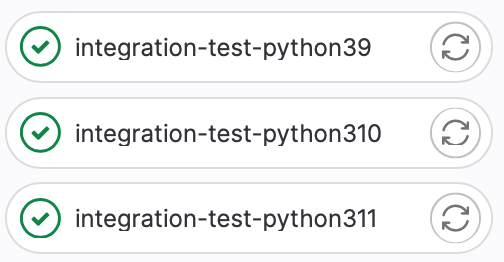 integration-test-python39
integration-test-python310
integration-test-python311